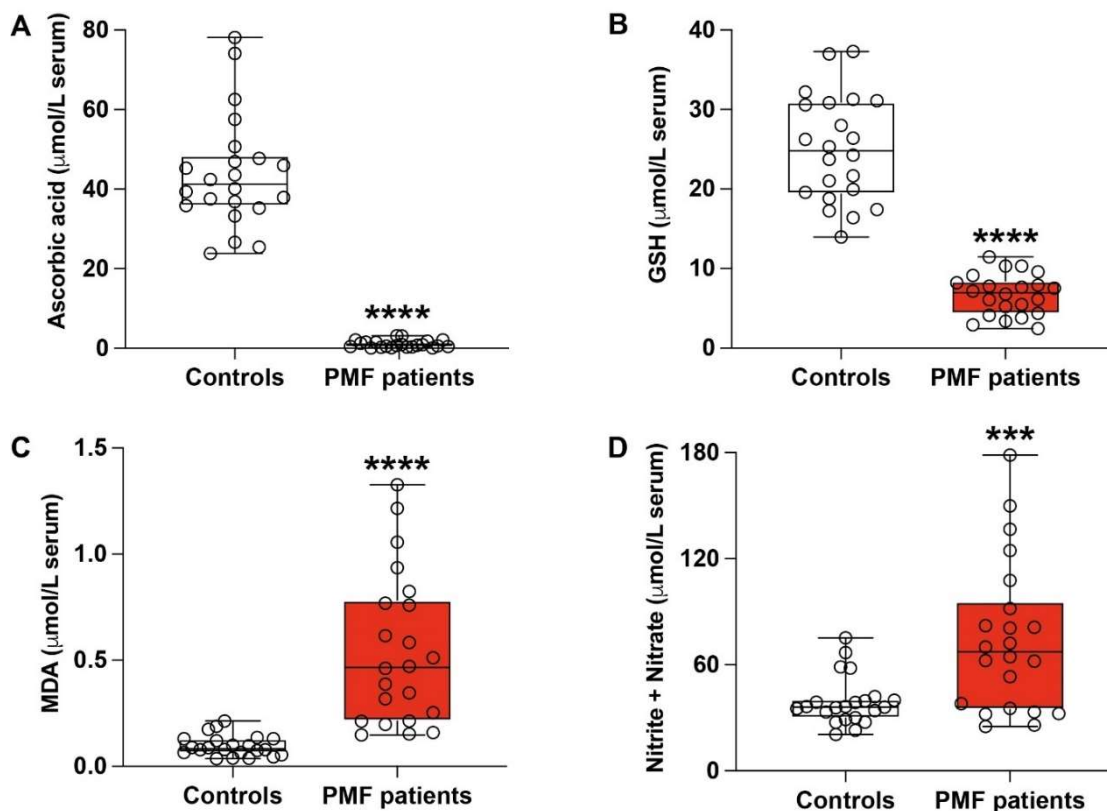 A
Ascorbic acid (μmol/L serum)
80
60
40
20
0
****
Controls
PMF patients
B
GSH (μmol/L serum)
40
30
20
10
0
****
Controls
PMF patients
C
MDA (μmol/L serum)
1.5
1.0
0.5
0.0
****
Controls
PMF patients
D
Nitrite + Nitrate (μmol/L serum)
180
120
60
0
***
Controls
PMF patients